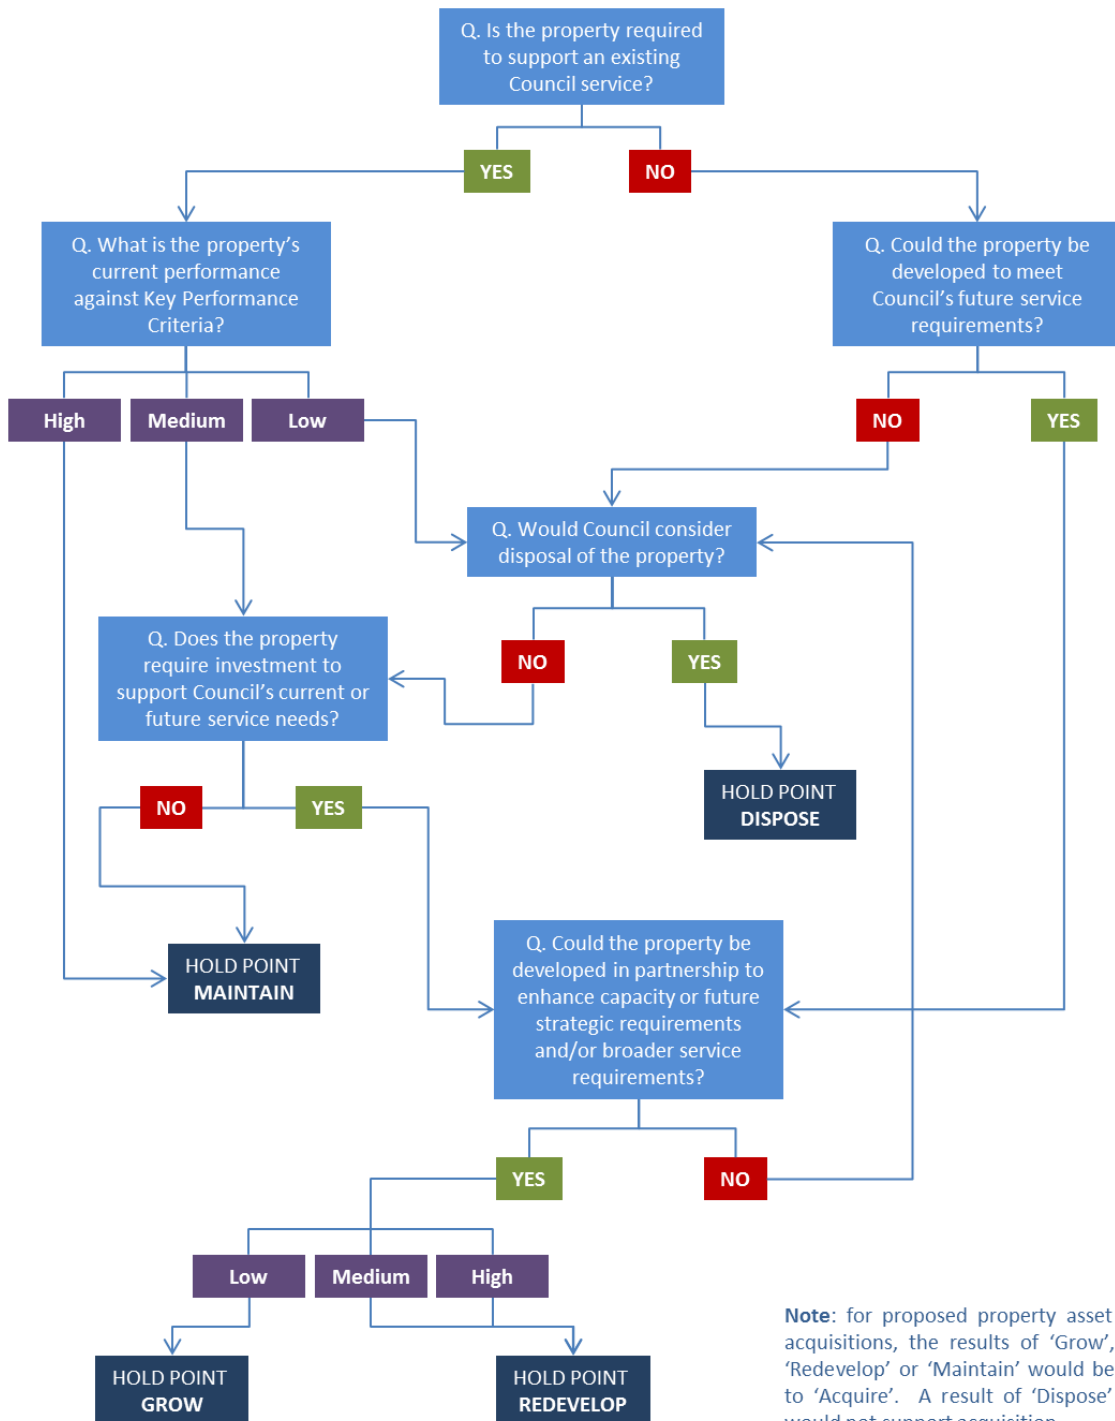 Q. Is the property required
to support an existing
Council service?
YES
NO
Q. What is the property's
current performance
against Key Performance
Criteria?
Q. Could the property be
developed to meet
Council's future service
requirements?
High
Medium
Low
NO
YES
Q. Would Council consider
disposal of the property?
Q. Does the property
require investment to
support Council's current or
future service needs?
NO
YES
HOLD POINT
DISPOSE
NO
YES
Q. Could the property be
developed in partnership to
enhance capacity or future
strategic requirements
and/or broader service
requirements?
HOLD POINT
MAINTAIN
YES
NO
Low
Medium
High
HOLD POINT
GROW
HOLD POINT
REDEVELOP
Note: for proposed property asset
acquisitions, the results of ‘Grow’,
‘Redevelop’ or ‘Maintain’ would be
to ‘Acquire’. A result of ‘Dispose’
would not support acquisition